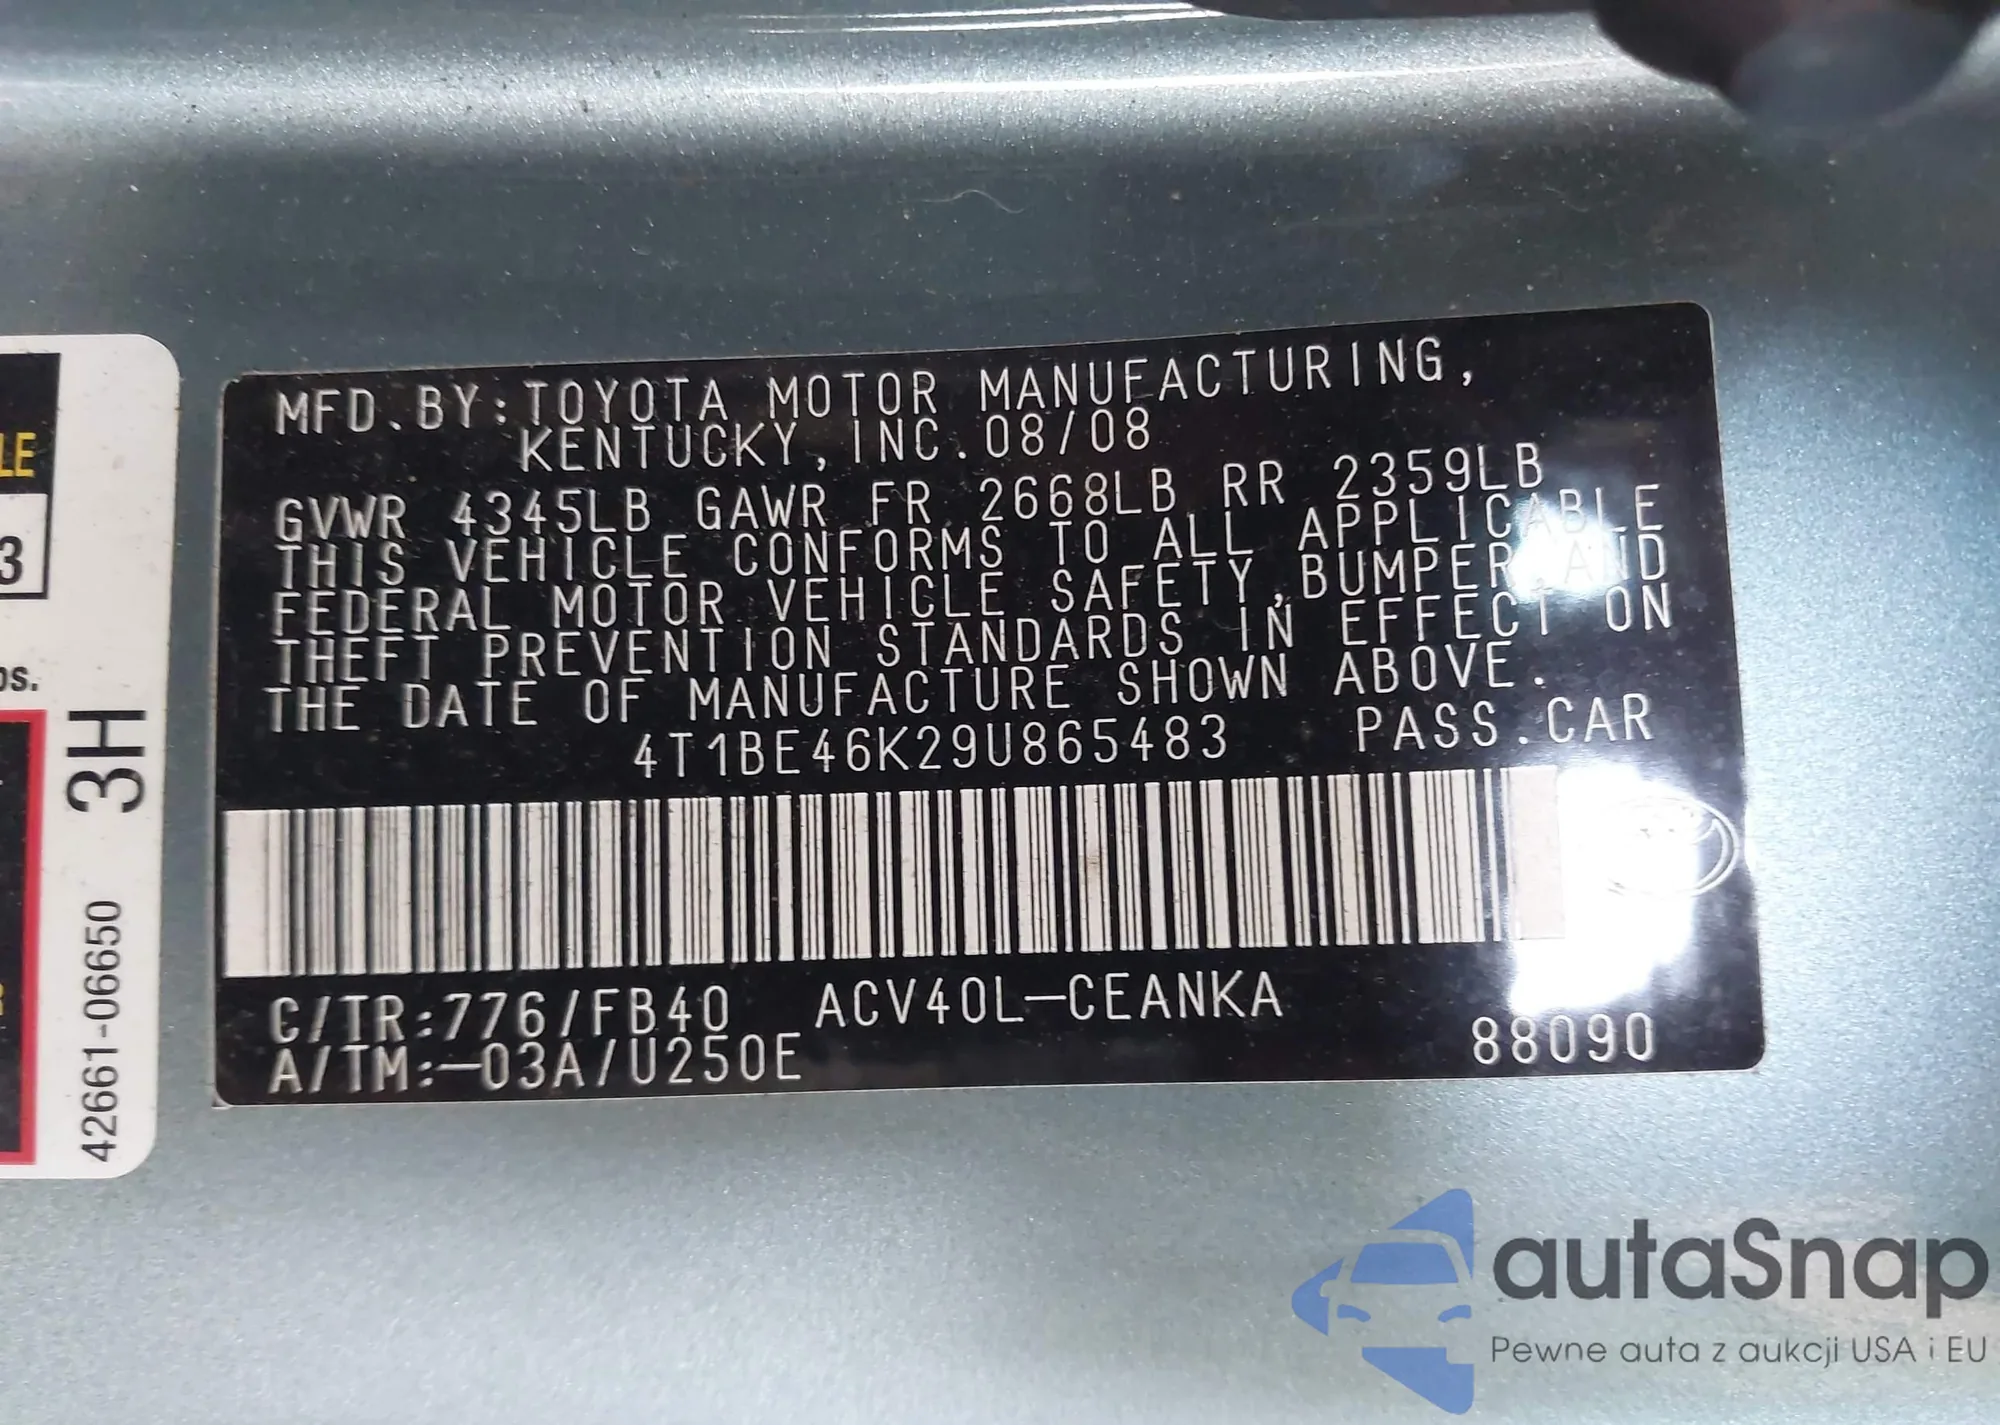 LE
3
bs.
3H
42661-06650
MFD.BY:TOYOTA MOTOR MANUFACTURING,
KENTUCKY, INC. 08/08
GVWR 4345LB GAWR FR 2668LB RR 2359LB
THIS VEHICLE CONFORMS TO ALL APPLICABLE
FEDERAL MOTOR VEHICLE SAFETY,BUMPER,AND
THEFT PREVENTION STANDARDS IN EFFECT ON
THE DATE OF MANUFACTURE SHOWN ABOVE.
4T1BE46K29U865483 PASS.CAR
C/TR:776/FB40 ACV40L-CEANKA
A/TM:-03A/U250E 88090
autaSnap
Pewne auta z aukcji USA i EU